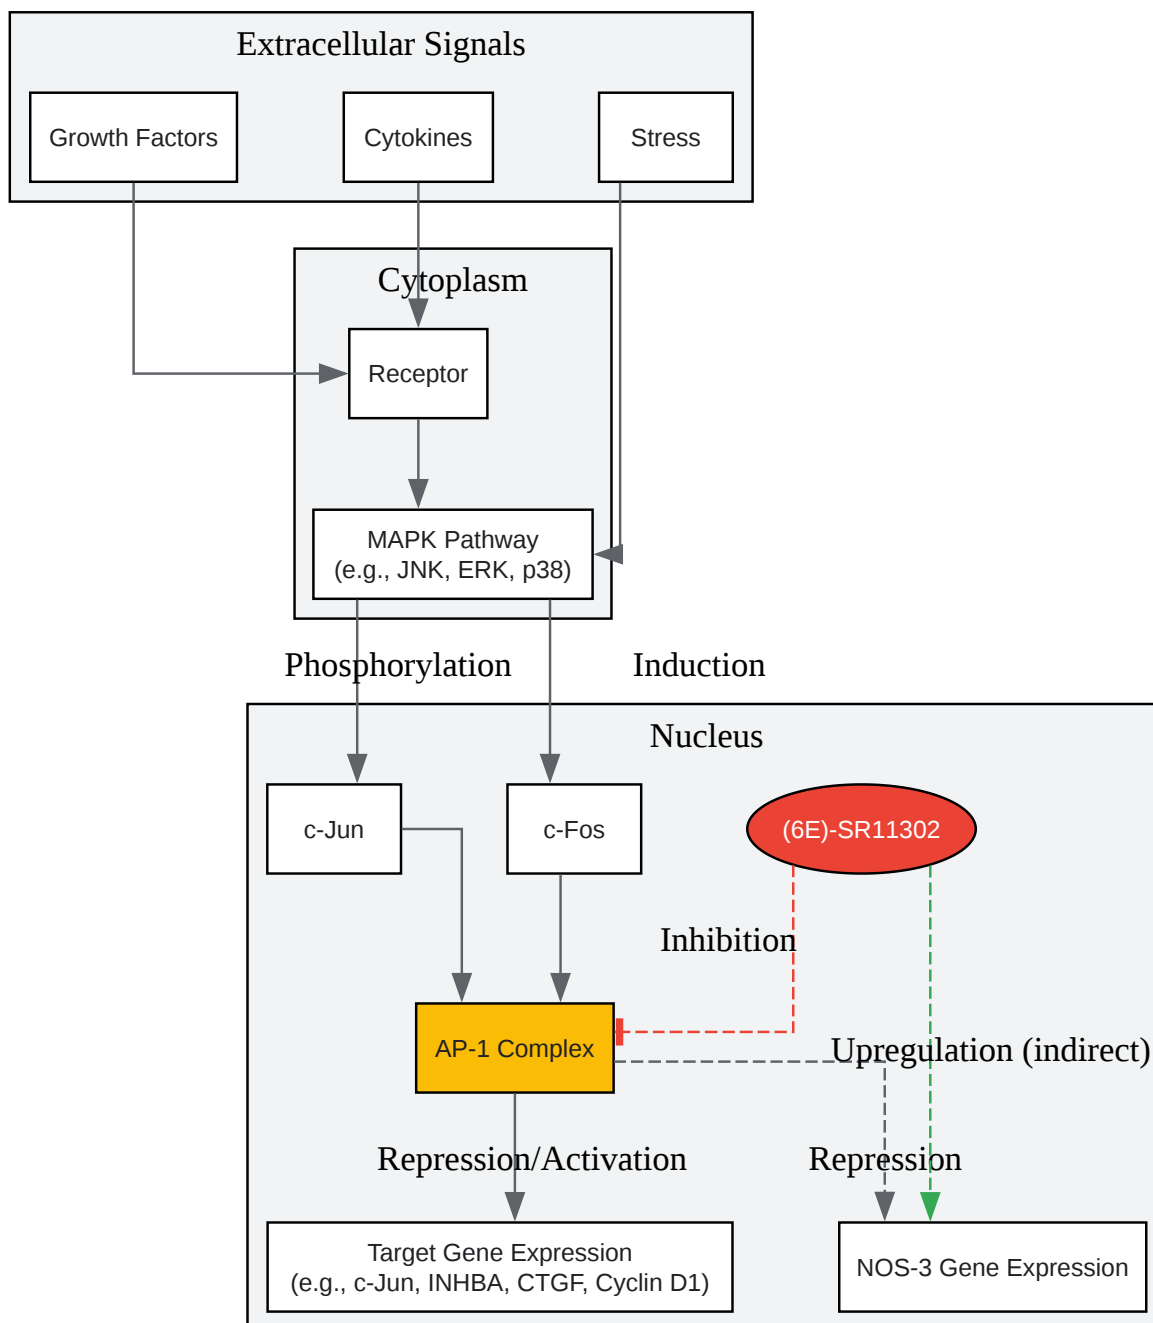 Extracellular Signals
Growth Factors
Cytokines
Stress
Cytoplasm
Receptor
MAPK Pathway
(e.g., JNK, ERK, p38)
Phosphorylation
Induction
Nucleus
c-Jun
c-Fos
(6E)-SR11302
Inhibition
AP-1 Complex
Upregulation (indirect)
Repression/Activation
Repression
Target Gene Expression
(e.g., c-Jun, INHBA, CTGF, Cyclin D1)
NOS-3 Gene Expression